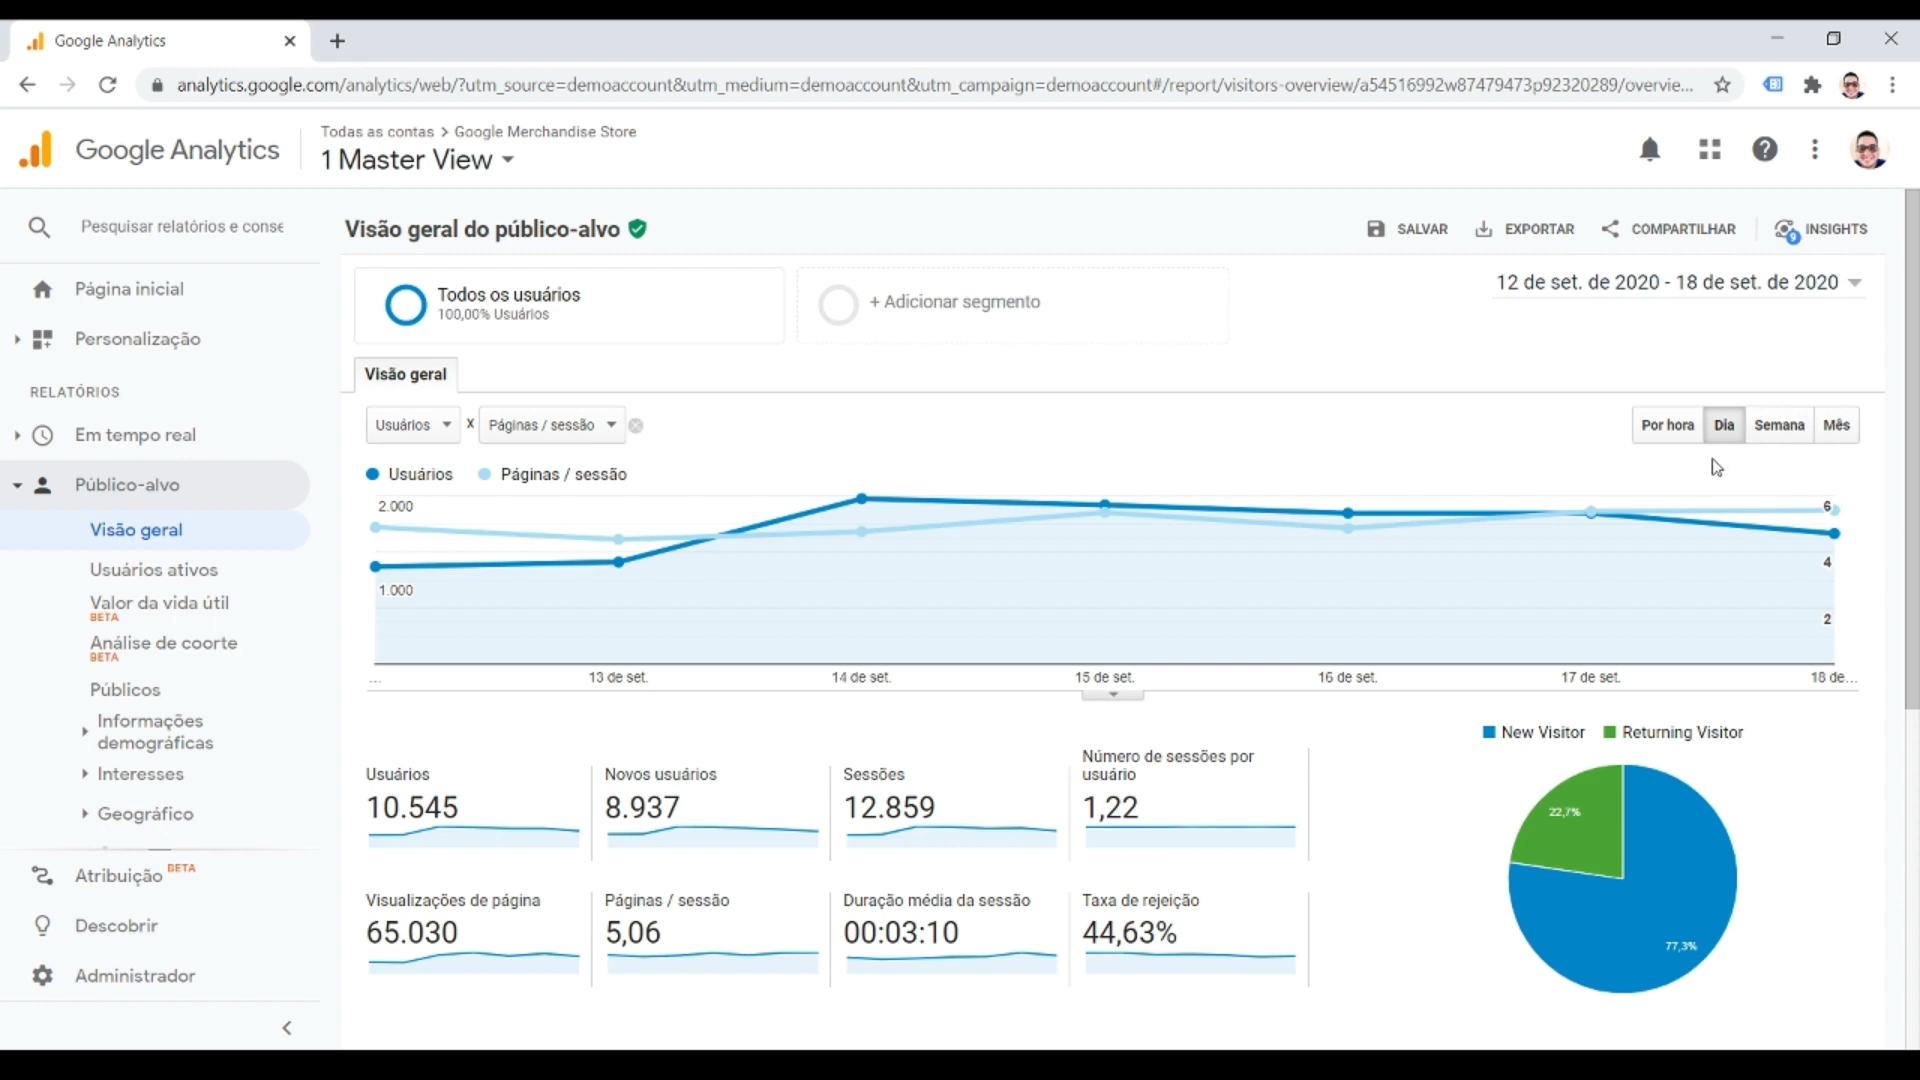 Google Analytics
analytics.google.com/analytics/web/?utm_source=demoaccount&utm_medium=demoaccount&utm_campaign=demoaccount#/report/visitors-overview/a54516992w87479473p92320289/overvie...
Google Analytics
Todas as contas > Google Merchandise Store
1 Master View
Pesquisar relatórios e conse
Página inicial
Personalização
RELATÓRIOS
Em tempo real
Público-alvo
Visão geral
Usuários ativos
Valor da vida útil
BETA
Análise de coorte
BETA
Públicos
Informações
demográficas
Interesses
Geográfico
Atribuição BETA
Descobrir
Administrador
Visão geral do público-alvo
SALVAR
EXPORTAR
COMPARTILHAR
9
INSIGHTS
Todos os usuários
100,00% Usuários
+ Adicionar segmento
12 de set. de 2020 - 18 de set. de 2020
Visão geral
Usuários x Páginas / sessão
Por hora Dia Semana Mês
Usuários Páginas / sessão
2.000
1.000
6
4
2
... 13 de set. 14 de set. 15 de set. 16 de set. 17 de set. 18 de...
Usuários
10.545
Novos usuários
8.937
Sessões
12.859
Número de sessões por
usuário
1,22
Visualizações de página
65.030
Páginas / sessão
5,06
Duração média da sessão
00:03:10
Taxa de rejeição
44,63%
New Visitor Returning Visitor
22,7%
77,3%